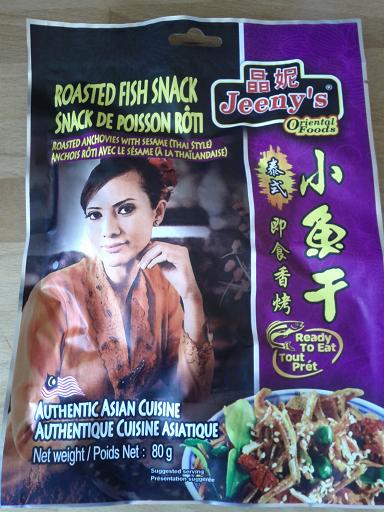 ROASTED FISH SNACK
SNACK DE POISSON RÔTI
ROASTED ANCHOVIES WITH SESAME (THAI STYLE)
ANCHOIS RÔTI AVEC LE SÉSAME (À LA THAÏLANDAISE)
晶妮
Jeeny's®
Oriental
Foods
泰式
小魚干
即食香烤
Ready
To Eat
Tout
Prét
AUTHENTIC ASIAN CUISINE
AUTHENTIQUE CUISINE ASIATIQUE
Net weight / Poids Net : 80 g
Suggested serving
Présentation suggérée